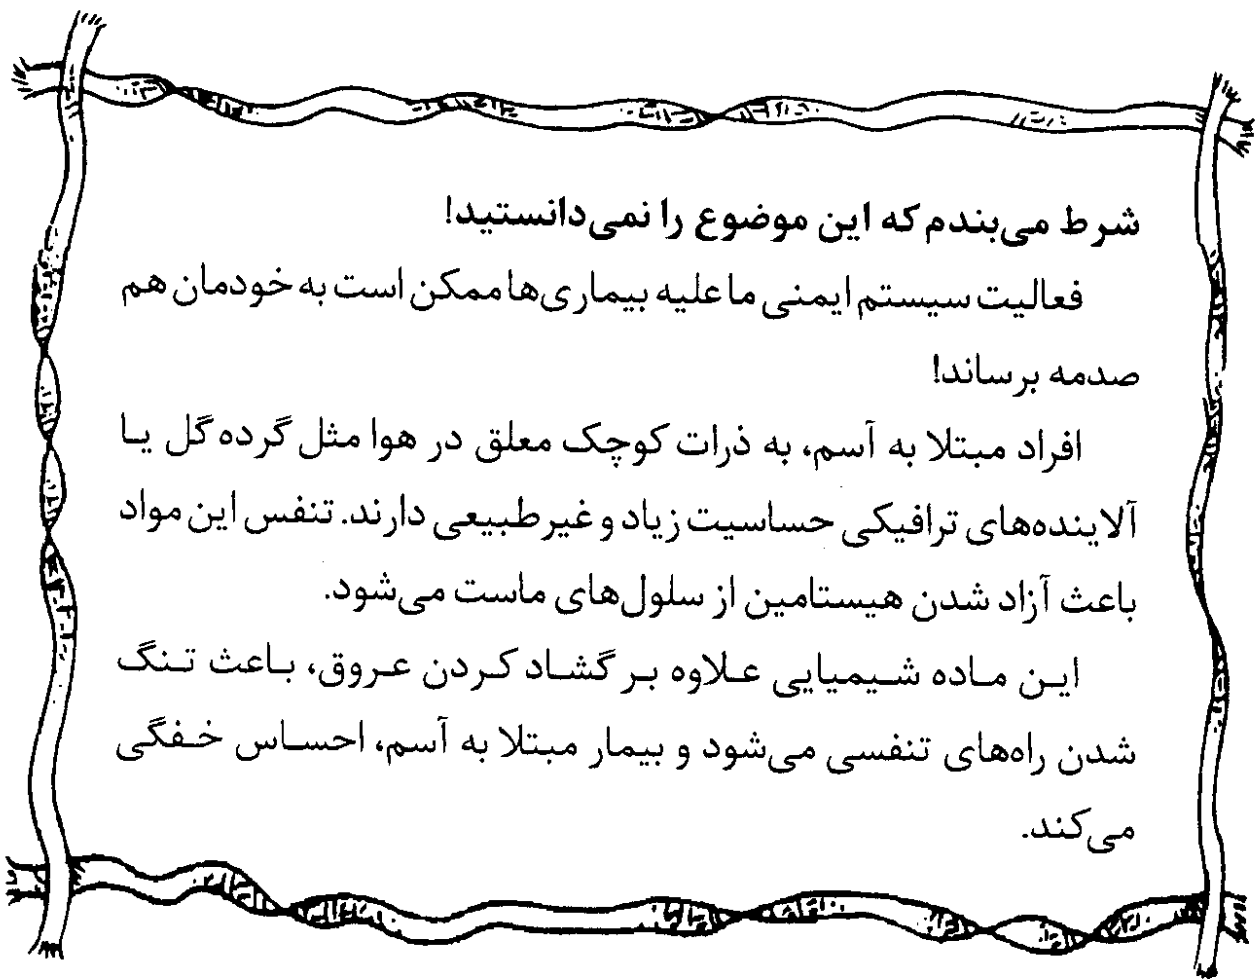 شرط می‌بندم که این موضوع را نمی‌دانستید!
فعالیت سیستم ایمنی ما علیه بیماری‌ها ممکن است به خودمان هم
صدمه برساند!
افراد مبتلا به آسم، به ذرات کوچک معلق در هوا مثل گرده گل یا
آلاینده‌های ترافیکی حساسیت زیاد و غیرطبیعی دارند. تنفس این مواد
باعث آزاد شدن هیستامین از سلول‌های ماست می‌شود.
این ماده شیمیایی علاوه بر گشاد کردن عروق، باعث تنگ
شدن راه‌های تنفسی می‌شود و بیمار مبتلا به آسم، احساس خفگی
می‌کند.